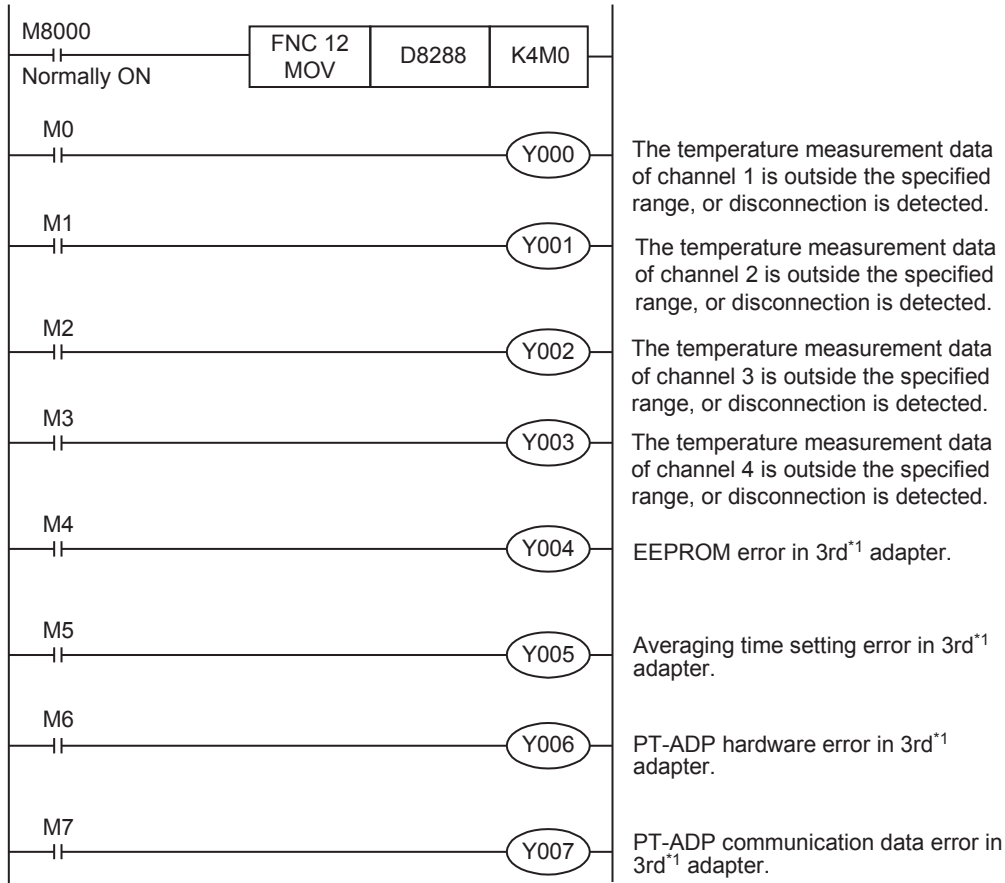 M8000
Normally ON
FNC 12
MOV
D8288
K4M0
M0
Y000
The temperature measurement data
of channel 1 is outside the specified
range, or disconnection is detected.
M1
Y001
The temperature measurement data
of channel 2 is outside the specified
range, or disconnection is detected.
M2
Y002
The temperature measurement data
of channel 3 is outside the specified
range, or disconnection is detected.
M3
Y003
The temperature measurement data
of channel 4 is outside the specified
range, or disconnection is detected.
M4
Y004
EEPROM error in 3rd*1 adapter.
M5
Y005
Averaging time setting error in 3rd*1
adapter.
M6
Y006
PT-ADP hardware error in 3rd*1
adapter.
M7
Y007
PT-ADP communication data error in
3rd*1 adapter.